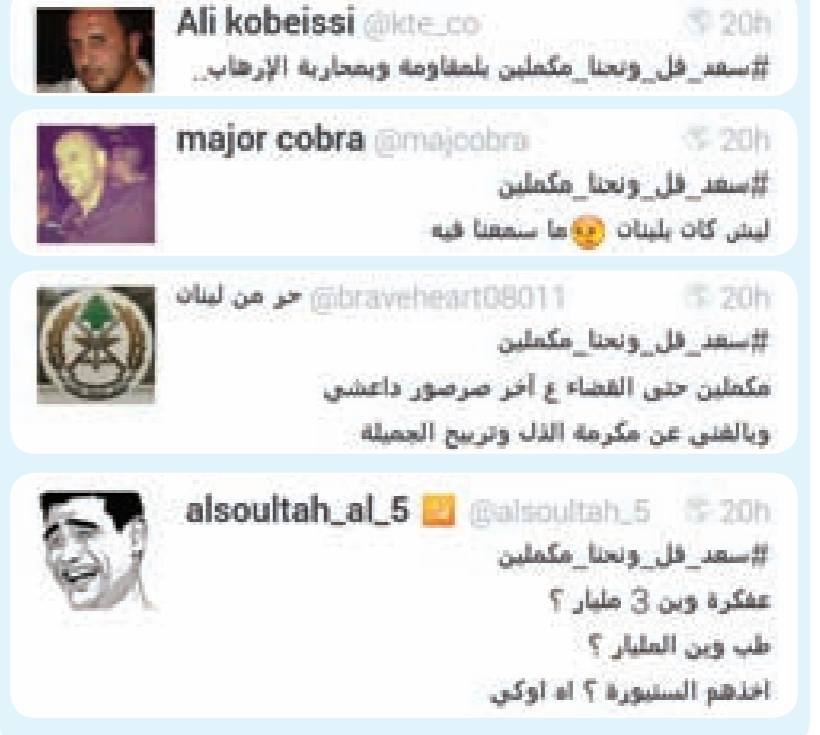 Ali kobeissi @kte_co 20h
#سعد_فل_ونحنا_مكملين بلمقاومة وبمحاربة الإرهاب..
major cobra @majcobra 20h
#سعد_فل_ونحنا_مكملين
ليش كان بلبنان 😕 ما سمعنا فيه
حر من لبنان @braveheart08011 20h
#سعد_فل_ونحنا_مكملين
مكملين حتى القضاء ع آخر صرصور داعشي
وبالغنى عن مكرمة الذل وتربيح الجميلة
alsoultah_al_5 @alsoultah_5 20h
#سعد_فل_ونحنا_مكملين
عفكرة وين 3 مليار ؟
طب وين المليار ؟
اخذهم السنيورة ؟ اه اوكي